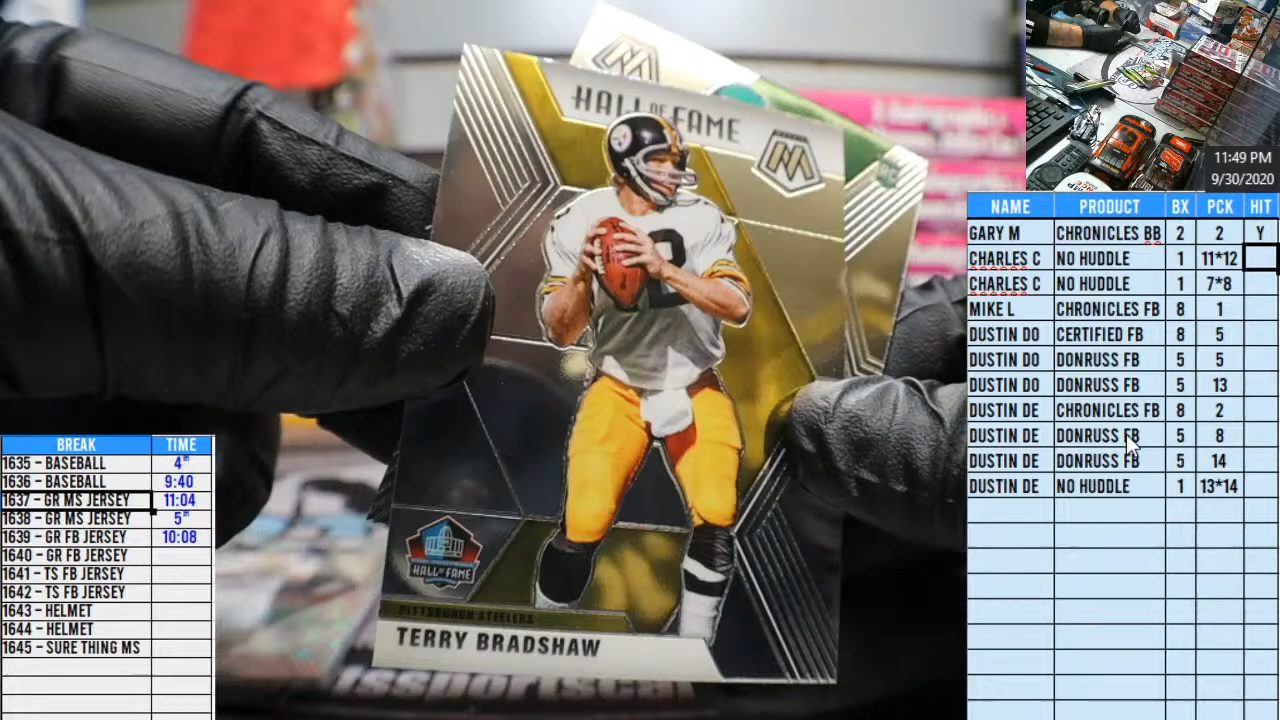 HALL OF FAME
M
HALL OF FAME
PITTSBURGH STEELERS
TERRY BRADSHAW
RC
11:49 PM
9/30/2020
NAME PRODUCT BX PCK HIT
GARY M CHRONICLES BB 2 2 Y
CHARLES C NO HUDDLE 1 11*12
CHARLES C NO HUDDLE 1 7*8
MIKE L CHRONICLES FB 8 1
DUSTIN DO CERTIFIED FB 8 5
DUSTIN DO DONRUSS FB 5 5
DUSTIN DO DONRUSS FB 5 13
DUSTIN DE CHRONICLES FB 8 2
DUSTIN DE DONRUSS FB 5 8
DUSTIN DE DONRUSS FB 5 14
DUSTIN DE NO HUDDLE 1 13*14
BREAK TIME
1635 – BASEBALL 4th
1636 – BASEBALL 9:40
1637 – GR MS JERSEY 11:04
1638 – GR MS JERSEY 5th
1639 – GR FB JERSEY 10:08
1640 – GR FB JERSEY
1641 – TS FB JERSEY
1642 – TS FB JERSEY
1643 – HELMET
1644 – HELMET
1645 – SURE THING MS